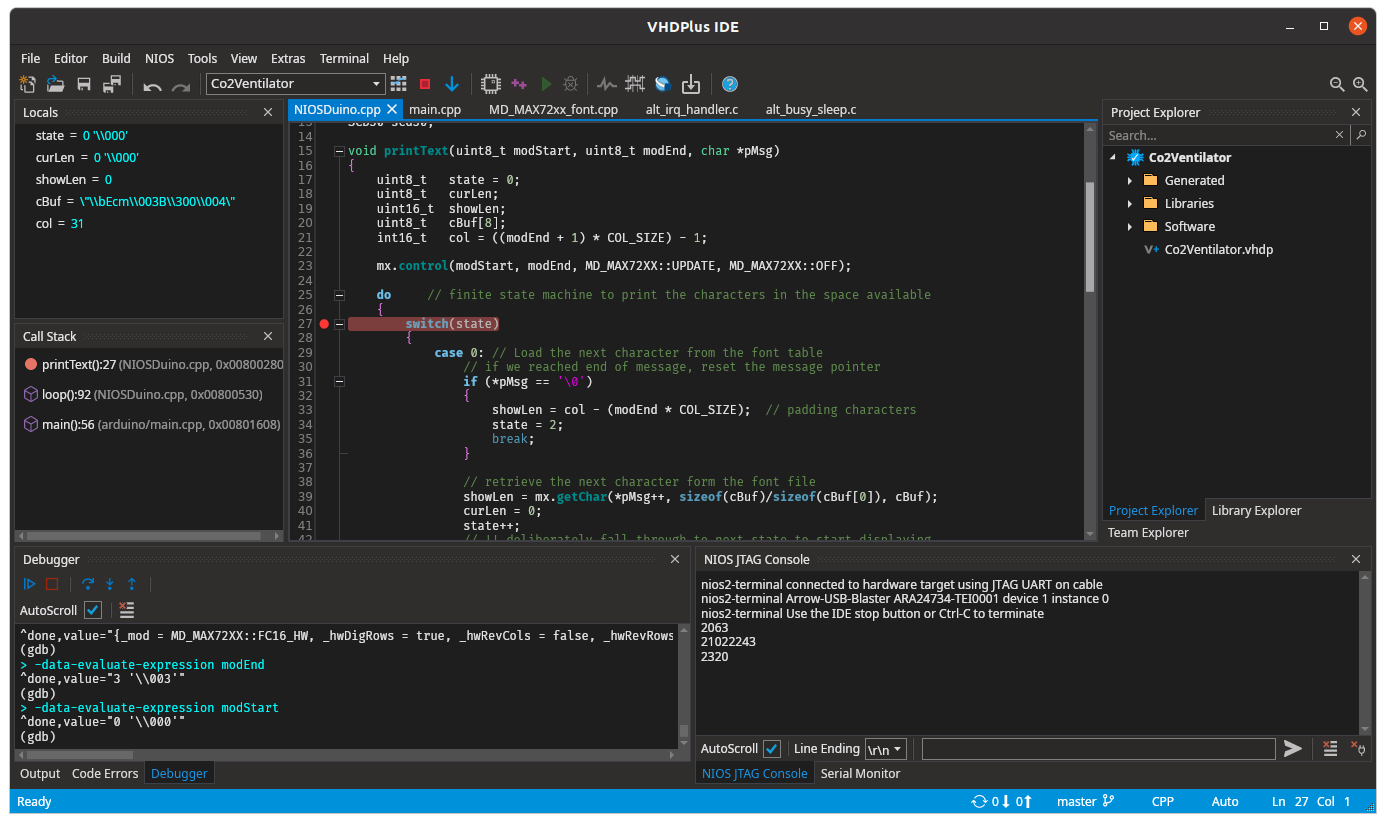 VHDPlus IDE
File Editor Build NIOS Tools View Extras Terminal Help
Co2Ventilator
Locals
state = 0 '\\000'
curLen = 0 '\\000'
showLen = 0
cBuf = \"\\bEcm\\003B\\300\\004\"
col = 31
Call Stack
printText():27 (NIOSDuino.cpp, 0x00800280
loop():92 (NIOSDuino.cpp, 0x00800530)
main():56 (arduino/main.cpp, 0x00801608)
NIOSDuino.cpp main.cpp MD_MAX72xx_font.cpp alt_irq_handler.c alt_busy_sleep.c
13 SCD30 scd30;
14
15 void printText(uint8_t modStart, uint8_t modEnd, char *pMsg)
16 {
17 uint8_t state = 0;
18 uint8_t curLen;
19 uint16_t showLen;
20 uint8_t cBuf[8];
21 int16_t col = ((modEnd + 1) * COL_SIZE) - 1;
22
23 mx.control(modStart, modEnd, MD_MAX72XX::UPDATE, MD_MAX72XX::OFF);
24
25 do // finite state machine to print the characters in the space available
26 {
27 switch(state)
28 {
29 case 0: // Load the next character from the font table
30 // if we reached end of message, reset the message pointer
31 if (*pMsg == '\0')
32 {
33 showLen = col - (modEnd * COL_SIZE); // padding characters
34 state = 2;
35 break;
36 }
37
38 // retrieve the next character form the font file
39 showLen = mx.getChar(*pMsg++, sizeof(cBuf)/sizeof(cBuf[0]), cBuf);
40 curLen = 0;
41 state++;
42 // !! deliberately fall through to next state to start displaying
Project Explorer
Search...
Co2Ventilator
Generated
Libraries
Software
V+ Co2Ventilator.vhdp
Project Explorer Library Explorer
Team Explorer
Debugger
AutoScroll
^done,value="{_mod = MD_MAX72XX::FC16_HW, _hwDigRows = true, _hwRevCols = false, _hwRevRows
(gdb)
> -data-evaluate-expression modEnd
^done,value="3 '\\003'"
(gdb)
> -data-evaluate-expression modStart
^done,value="0 '\\000'"
(gdb)
Output Code Errors Debugger
NIOS JTAG Console
nios2-terminal connected to hardware target using JTAG UART on cable
nios2-terminal Arrow-USB-Blaster ARA24734-TEI0001 device 1 instance 0
nios2-terminal Use the IDE stop button or Ctrl-C to terminate
2063
21022243
2320
AutoScroll Line Ending \r\n
NIOS JTAG Console Serial Monitor
Ready 0 0 master CPP Auto Ln 27 Col 1